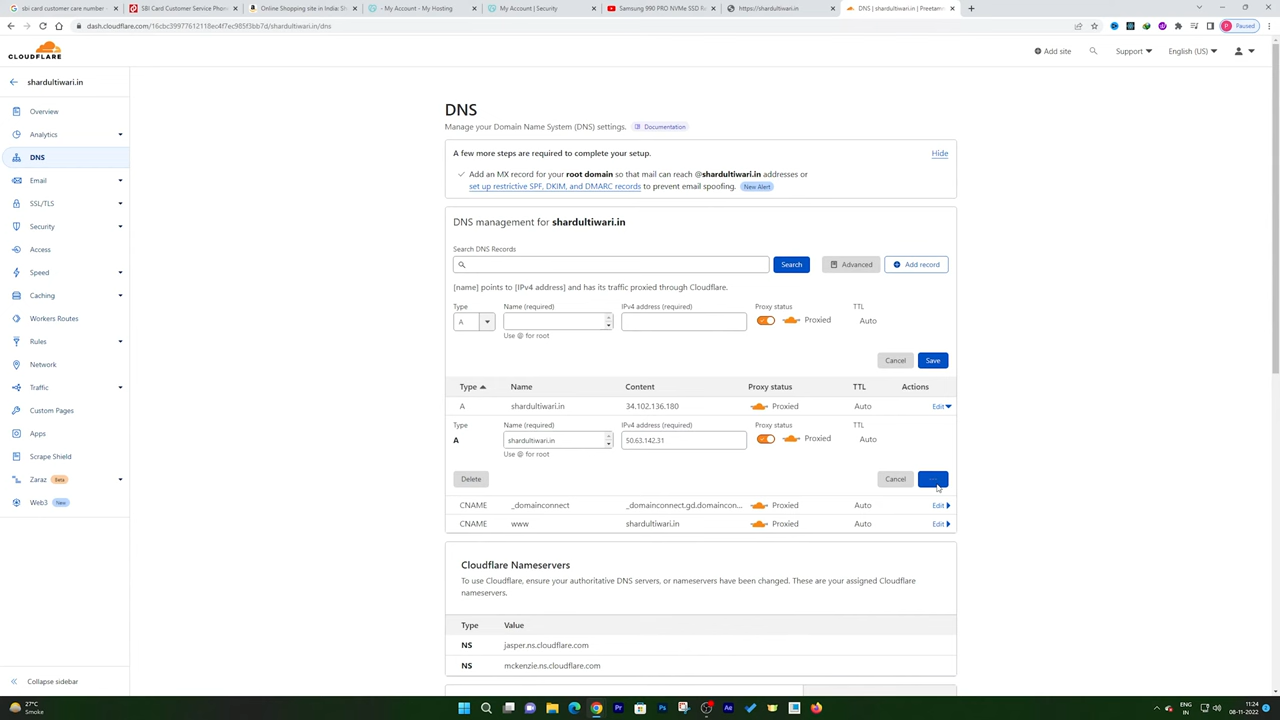 sbi card customer care number -
SBI Card Customer Service Phon
Online Shopping site in India: Sh
- My Account - My Hosting
My Account | Security
Samsung 990 PRO NVMe SSD Re
https://shardultiwari.in
DNS | shardultiwari.in | Preetam
dash.cloudflare.com/16cbc39977612118ec4f7ec985f3bb7d/shardultiwari.in/dns
P Paused
CLOUDFLARE
Add site
Support
English (US)
shardultiwari.in
Overview
Analytics
DNS
Email
SSL/TLS
Security
Access
Speed
Caching
Workers Routes
Rules
Network
Traffic
Custom Pages
Apps
Scrape Shield
Zaraz Beta
Web3 New
Collapse sidebar
DNS
Manage your Domain Name System (DNS) settings. Documentation
A few more steps are required to complete your setup. Hide
Add an MX record for your root domain so that mail can reach @shardultiwari.in addresses or
set up restrictive SPF, DKIM, and DMARC records to prevent email spoofing. New Alert
DNS management for shardultiwari.in
Search DNS Records
Search Advanced Add record
[name] points to [IPv4 address] and has its traffic proxied through Cloudflare.
Type Name (required) IPv4 address (required) Proxy status TTL
A Proxied Auto
Use @ for root
Cancel Save
Type Name Content Proxy status TTL Actions
A shardultiwari.in 34.102.136.180 Proxied Auto Edit
Name (required) IPv4 address (required) Proxy status TTL
A shardultiwari.in 50.63.142.31 Proxied Auto
Use @ for root
Delete Cancel
CNAME _domainconnect _domainconnect.gd.domaincon... Proxied Auto Edit
CNAME www shardultiwari.in Proxied Auto Edit
Cloudflare Nameservers
To use Cloudflare, ensure your authoritative DNS servers, or nameservers have been changed. These are your assigned Cloudflare
nameservers.
Type Value
NS jasper.ns.cloudflare.com
NS mckenzie.ns.cloudflare.com
27°C
Smoke
ENG
IN
11:24
08-11-2022